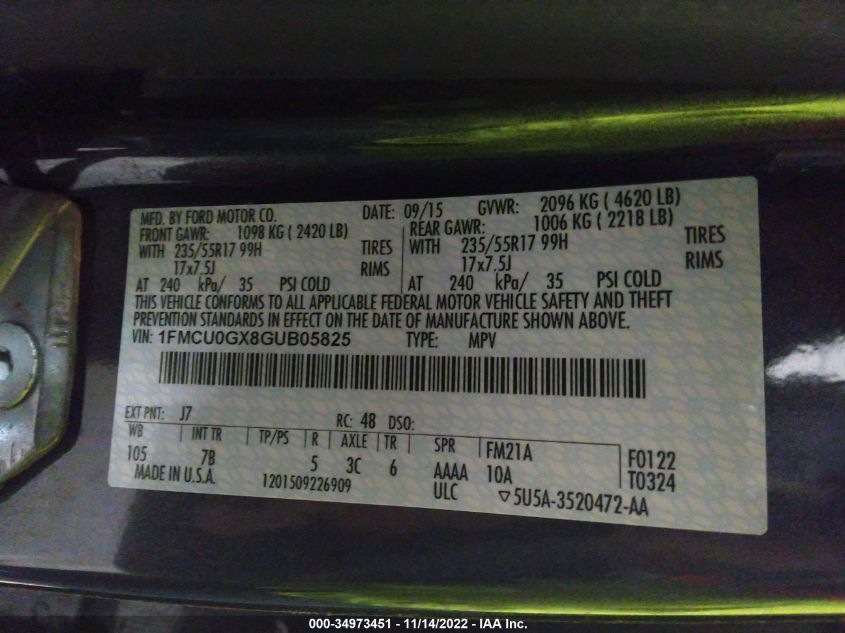 MFD. BY FORD MOTOR CO. DATE: 09/15 GVWR: 2096 KG ( 4620 LB)
FRONT GAWR: 1098 KG ( 2420 LB) REAR GAWR: 1006 KG ( 2218 LB)
WITH 235/55R17 99H TIRES WITH 235/55R17 99H TIRES
17x7.5J RIMS 17x7.5J RIMS
AT 240 kPa/ 35 PSI COLD AT 240 kPa/ 35 PSI COLD
THIS VEHICLE CONFORMS TO ALL APPLICABLE FEDERAL MOTOR VEHICLE SAFETY AND THEFT
PREVENTION STANDARDS IN EFFECT ON THE DATE OF MANUFACTURE SHOWN ABOVE.
VIN: 1FMCU0GX8GUB05825 TYPE: MPV
EXT PNT: J7 RC: 48 DSO:
WB INT TR TP/PS R AXLE TR SPR FM21A F0122
105 7B 5 3C 6 AAAA 10A T0324
MADE IN U.S.A. 1201509226909 ULC ▽5U5A-3520472-AA
000-34973451 - 11/14/2022 - IAA Inc.